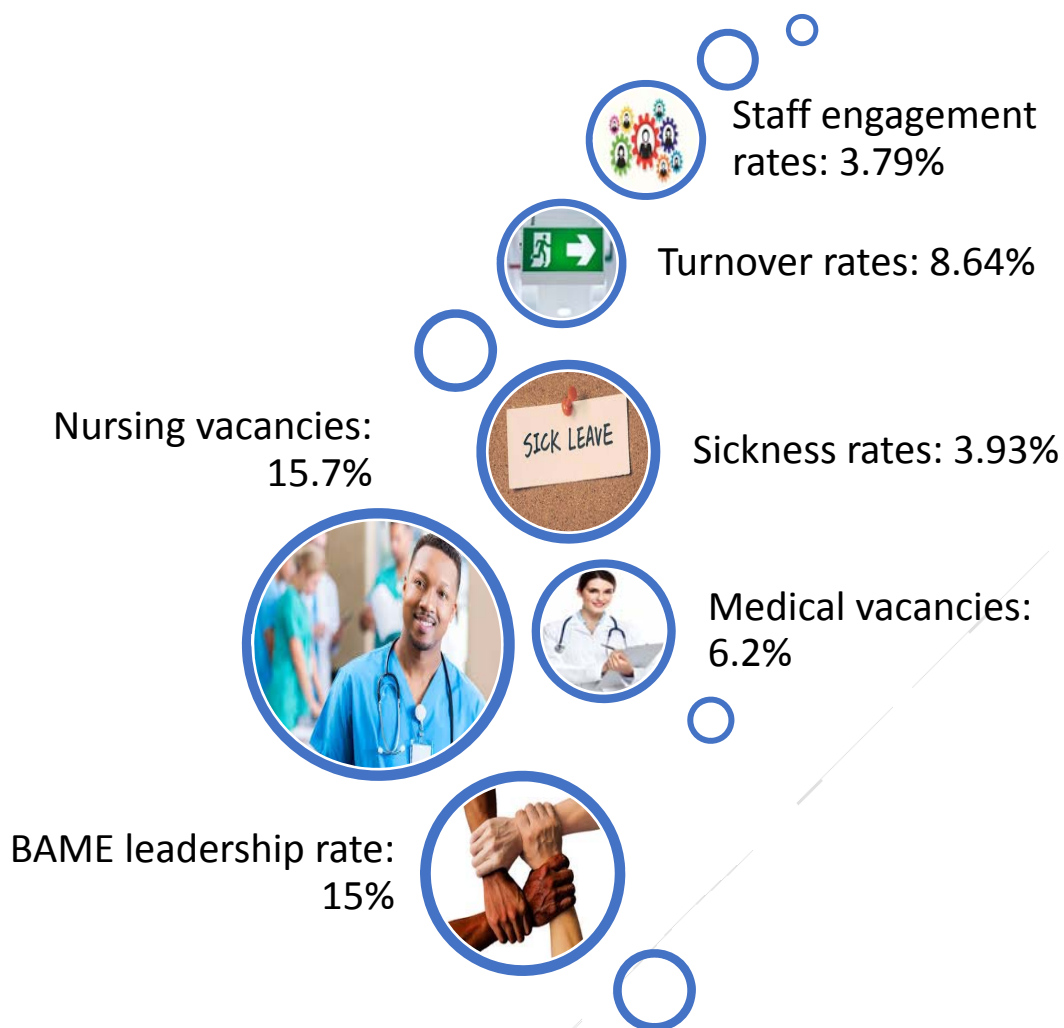 Staff engagement
rates: 3.79%
Turnover rates: 8.64%
Nursing vacancies:
15.7%
SICK LEAVE
Sickness rates: 3.93%
Medical vacancies:
6.2%
BAME leadership rate:
15%